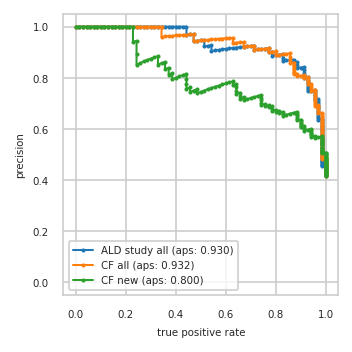 1.0
0.8
0.6
0.4
0.2
0.0
precision
ALD study all (aps: 0.930)
CF all (aps: 0.932)
CF new (aps: 0.800)
0.0 0.2 0.4 0.6 0.8 1.0
true positive rate